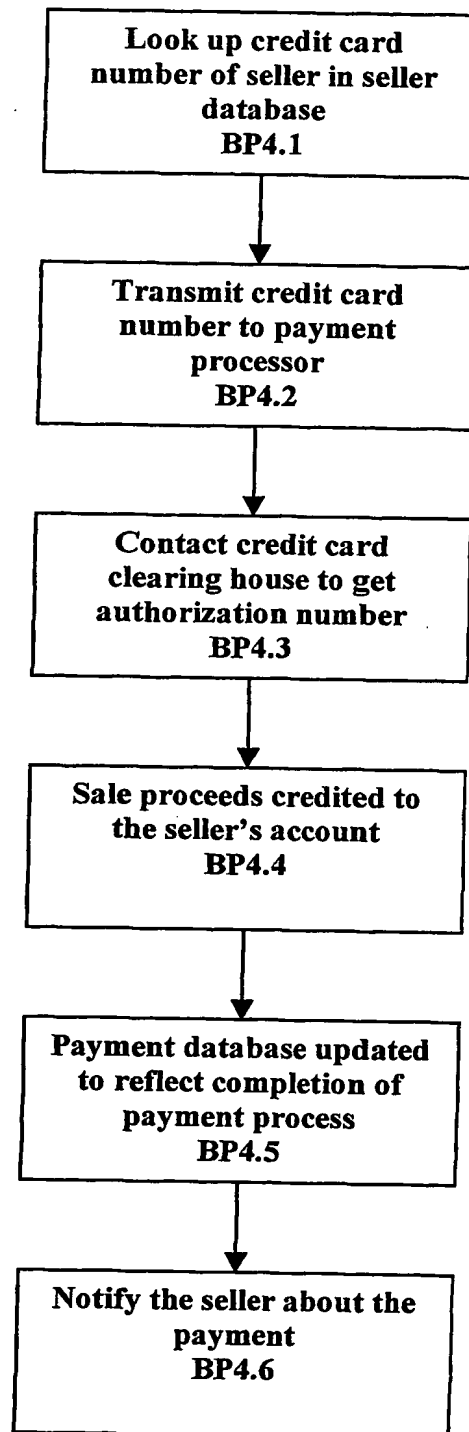 Look up credit card
number of seller in seller
database
BP4.1
Transmit credit card
number to payment
processor
BP4.2
Contact credit card
clearing house to get
authorization number
BP4.3
Sale proceeds credited to
the seller's account
BP4.4
Payment database updated
to reflect completion of
payment process
BP4.5
Notify the seller about the
payment
BP4.6